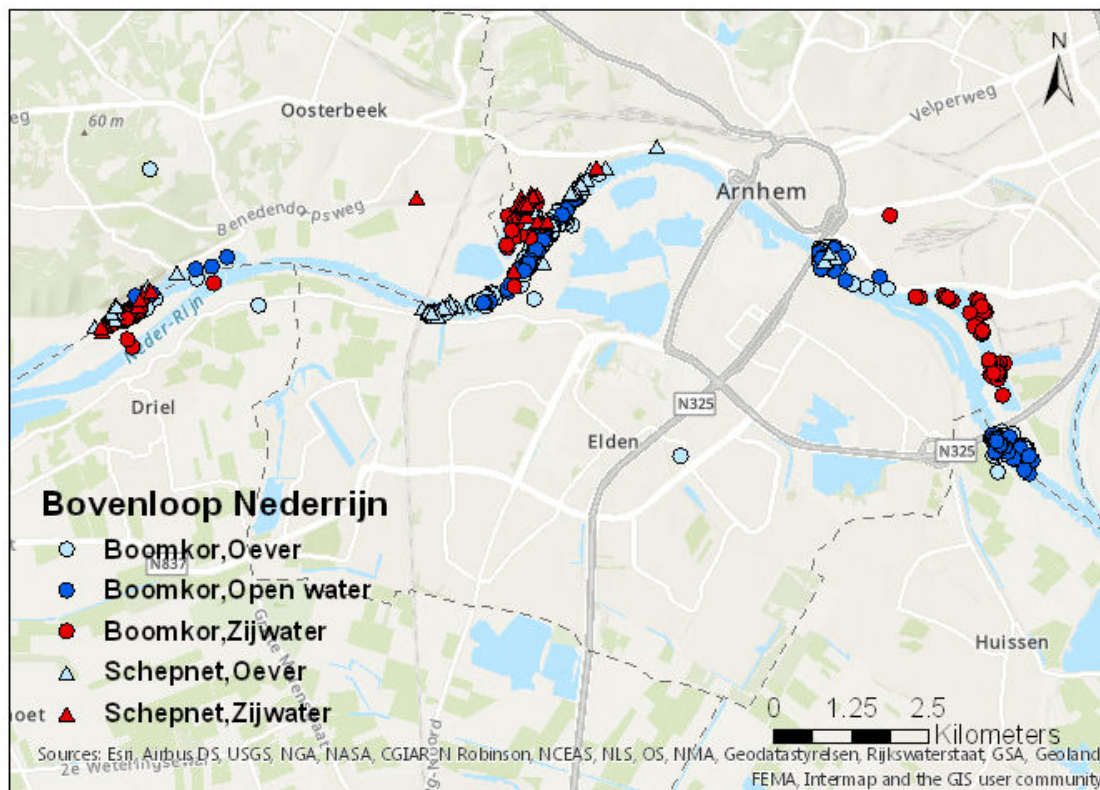 N
Velperweg
Oosterbeek
eg
60 m
Arnhem
Benedendorpsweg
Neder-Rijn
Driel
N325
Elden
N325
Bovenloop Nederrijn
Boomkor,Oever
Boomkor,Open water
N837
Boomkor,Zijwater
Huissen
Schepnet,Oever
Schepnet,Zijwater
0 1.25 2.5
Kilometers
Sources: Esri, Airbus DS, USGS, NGA, NASA, CGIAR, N Robinson, NCEAS, NLS, OS, NMA, Geodatastyrelsen, Rijkswaterstaat, GSA, Geoland,
2e Weteringsewal
FEMA, Intermap and the GIS user community